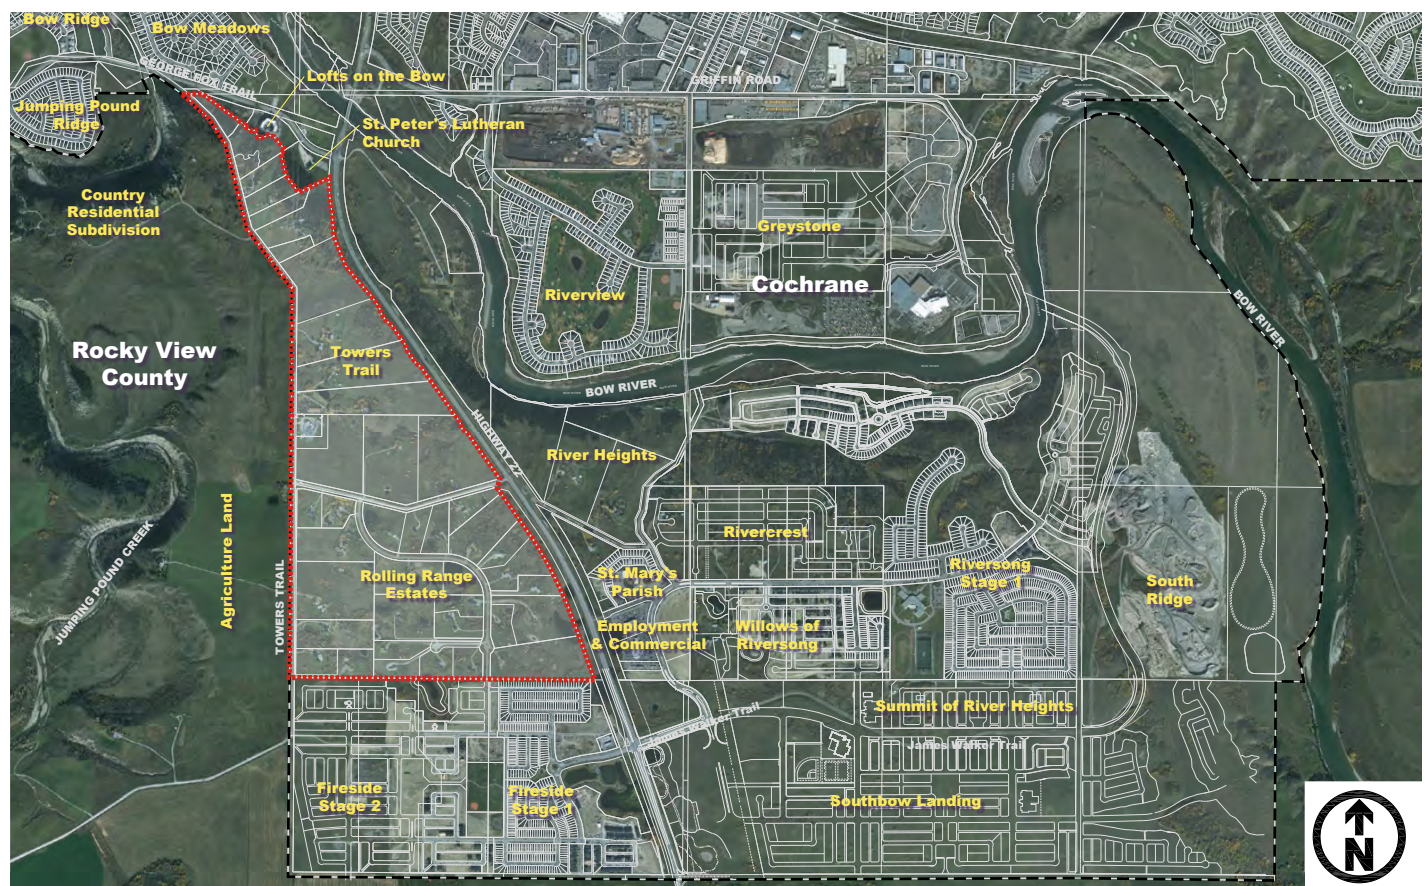 Bow Ridge
Bow Meadows
GEORGE FOX TRAIL
Lofts on the Bow
GRIFFIN ROAD
Jumping Pound
Ridge
St. Peter's Lutheran
Church
Country
Residential
Subdivision
Greystone
Cochrane
Riverview
BOW RIVER
Rocky View
County
Towers
Trail
BOW RIVER
HIGHWAY 22
River Heights
Agriculture Land
JUMPING POUND CREEK
TOWERS TRAIL
Rivercrest
Rolling Range
Estates
St. Mary's
Parish
Riversong
Stage 1
South
Ridge
Employment
& Commercial
Willows of
Riversong
Summit of River Heights
James Walker Trail
James Walker Trail
Fireside
Stage 2
Fireside
Stage 1
Southbow Landing
N